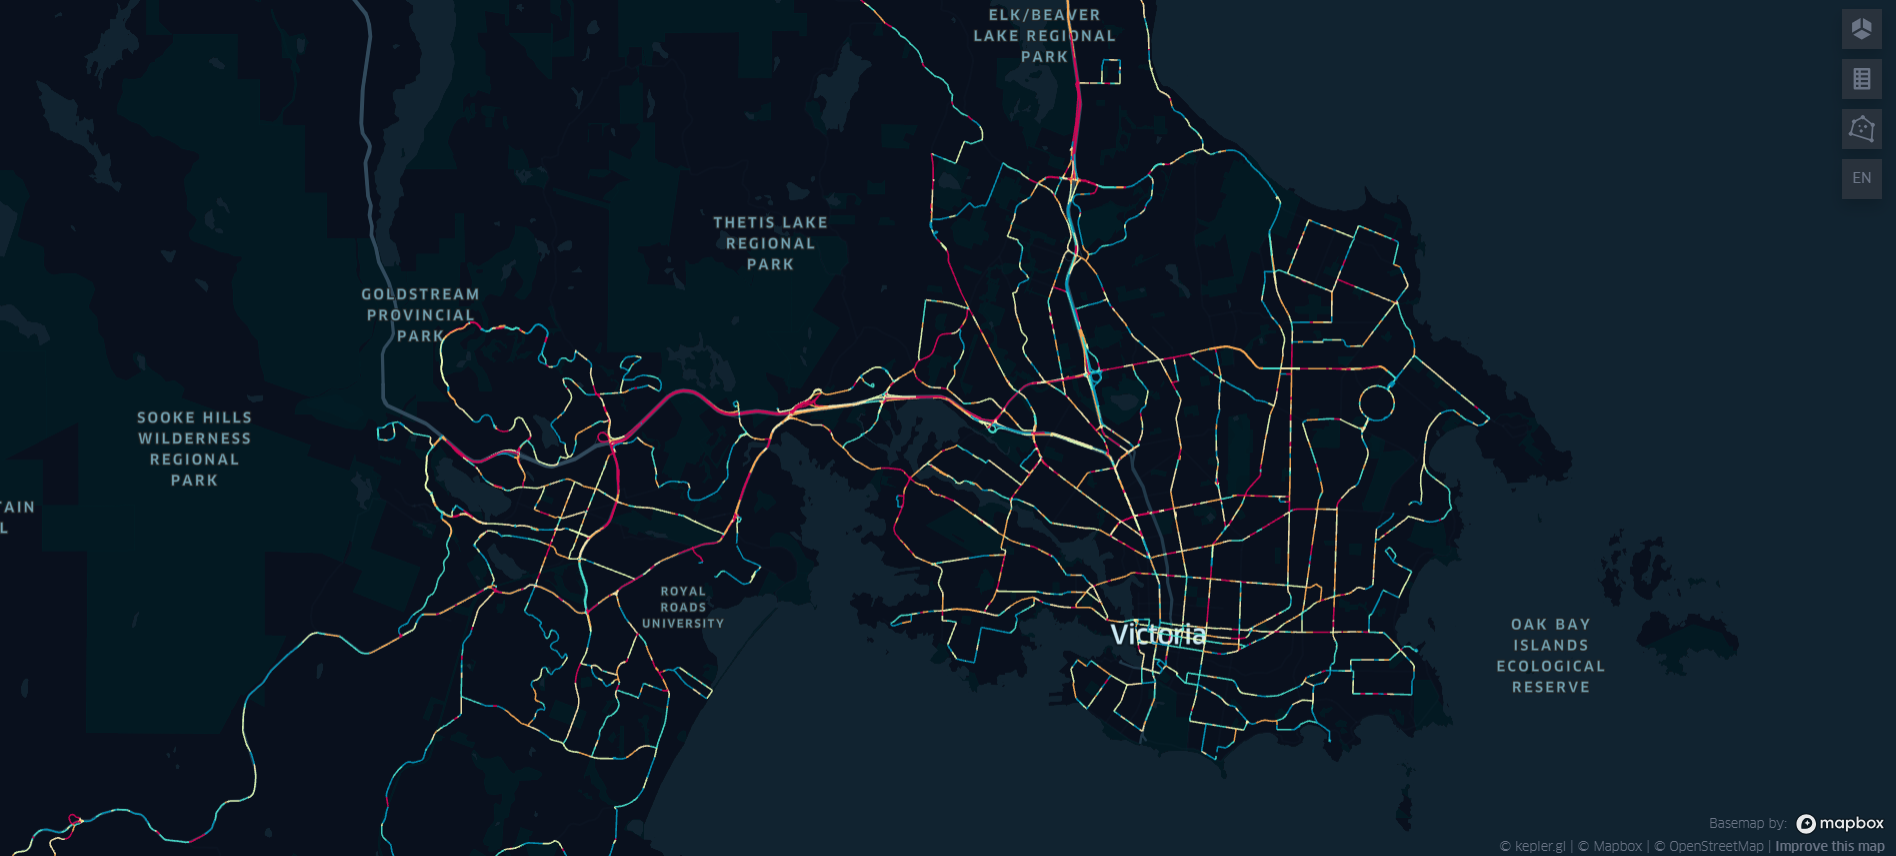 ELK/BEAVER
LAKE REGIONAL
PARK
EN
THETIS LAKE
REGIONAL
PARK
GOLDSTREAM
PROVINCIAL
PARK
SOOKE HILLS
WILDERNESS
REGIONAL
PARK
TAIN
L
ROYAL
ROADS
UNIVERSITY
Victoria
OAK BAY
ISLANDS
ECOLOGICAL
RESERVE
Basemap by: mapbox
© kepler.gl | © Mapbox | © OpenStreetMap | Improve this map